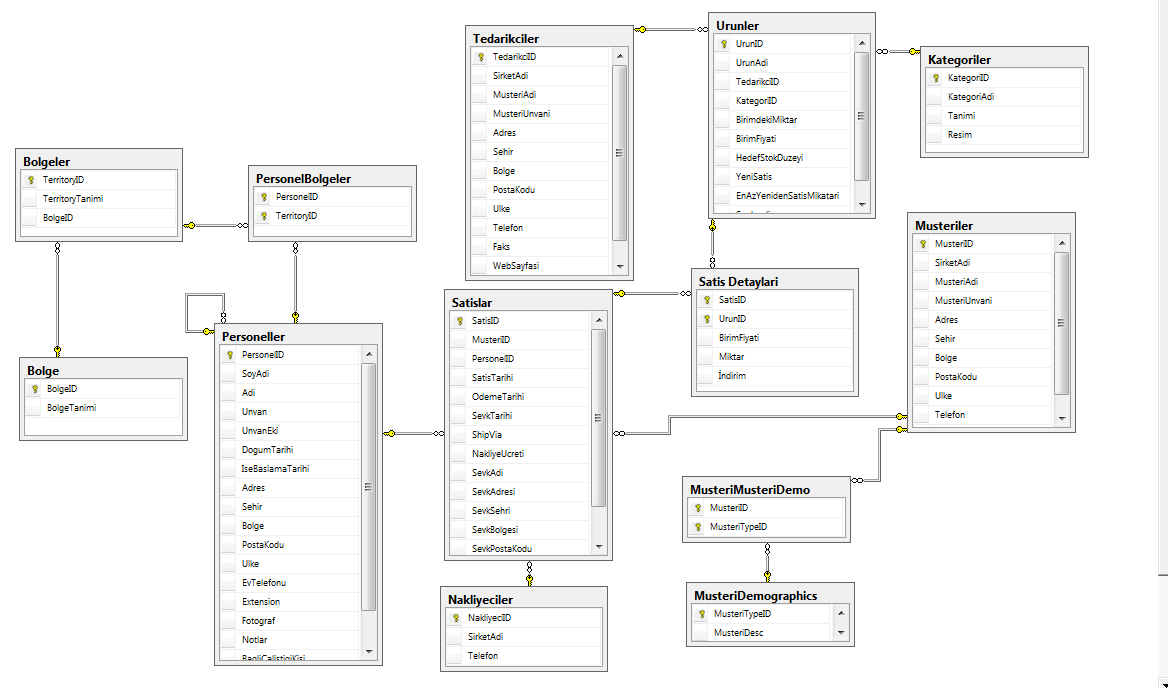 Tedarikciler
TedarikciID
SirketAdi
MusteriAdi
MusteriUnvani
Adres
Sehir
Bolge
PostaKodu
Ulke
Telefon
Faks
WebSayfasi
Urunler
UrunID
UrunAdi
TedarikciID
KategoriID
BirimdekiMiktar
BirimFiyati
HedefStokDuzeyi
YeniSatis
EnAzYenidenSatisMikatari
Kategoriler
KategoriID
KategoriAdi
Tanimi
Resim
Bolgeler
TerritoryID
TerritoryTanimi
BolgeID
PersonelBolgeler
PersonelID
TerritoryID
Musteriler
MusteriID
SirketAdi
MusteriAdi
MusteriUnvani
Adres
Sehir
Bolge
PostaKodu
Ulke
Telefon
Satis Detaylari
SatisID
UrunID
BirimFiyati
Miktar
İndirim
Satislar
SatisID
MusteriID
PersonelID
SatisTarihi
OdemeTarihi
SevkTarihi
ShipVia
NakliyeUcreti
SevkAdi
SevkAdresi
SevkSehri
SevkBolgesi
SevkPostaKodu
Personeller
PersonelID
SoyAdi
Adi
Unvan
UnvanEki
DogumTarihi
IseBaslamaTarihi
Adres
Sehir
Bolge
PostaKodu
Ulke
EvTelefonu
Extension
Fotograf
Notlar
BagliCalistigiKisi
Bolge
BolgeID
BolgeTanimi
MusteriMusteriDemo
MusteriID
MusteriTypeID
MusteriDemographics
MusteriTypeID
MusteriDesc
Nakliyeciler
NakliyeciID
SirketAdi
Telefon